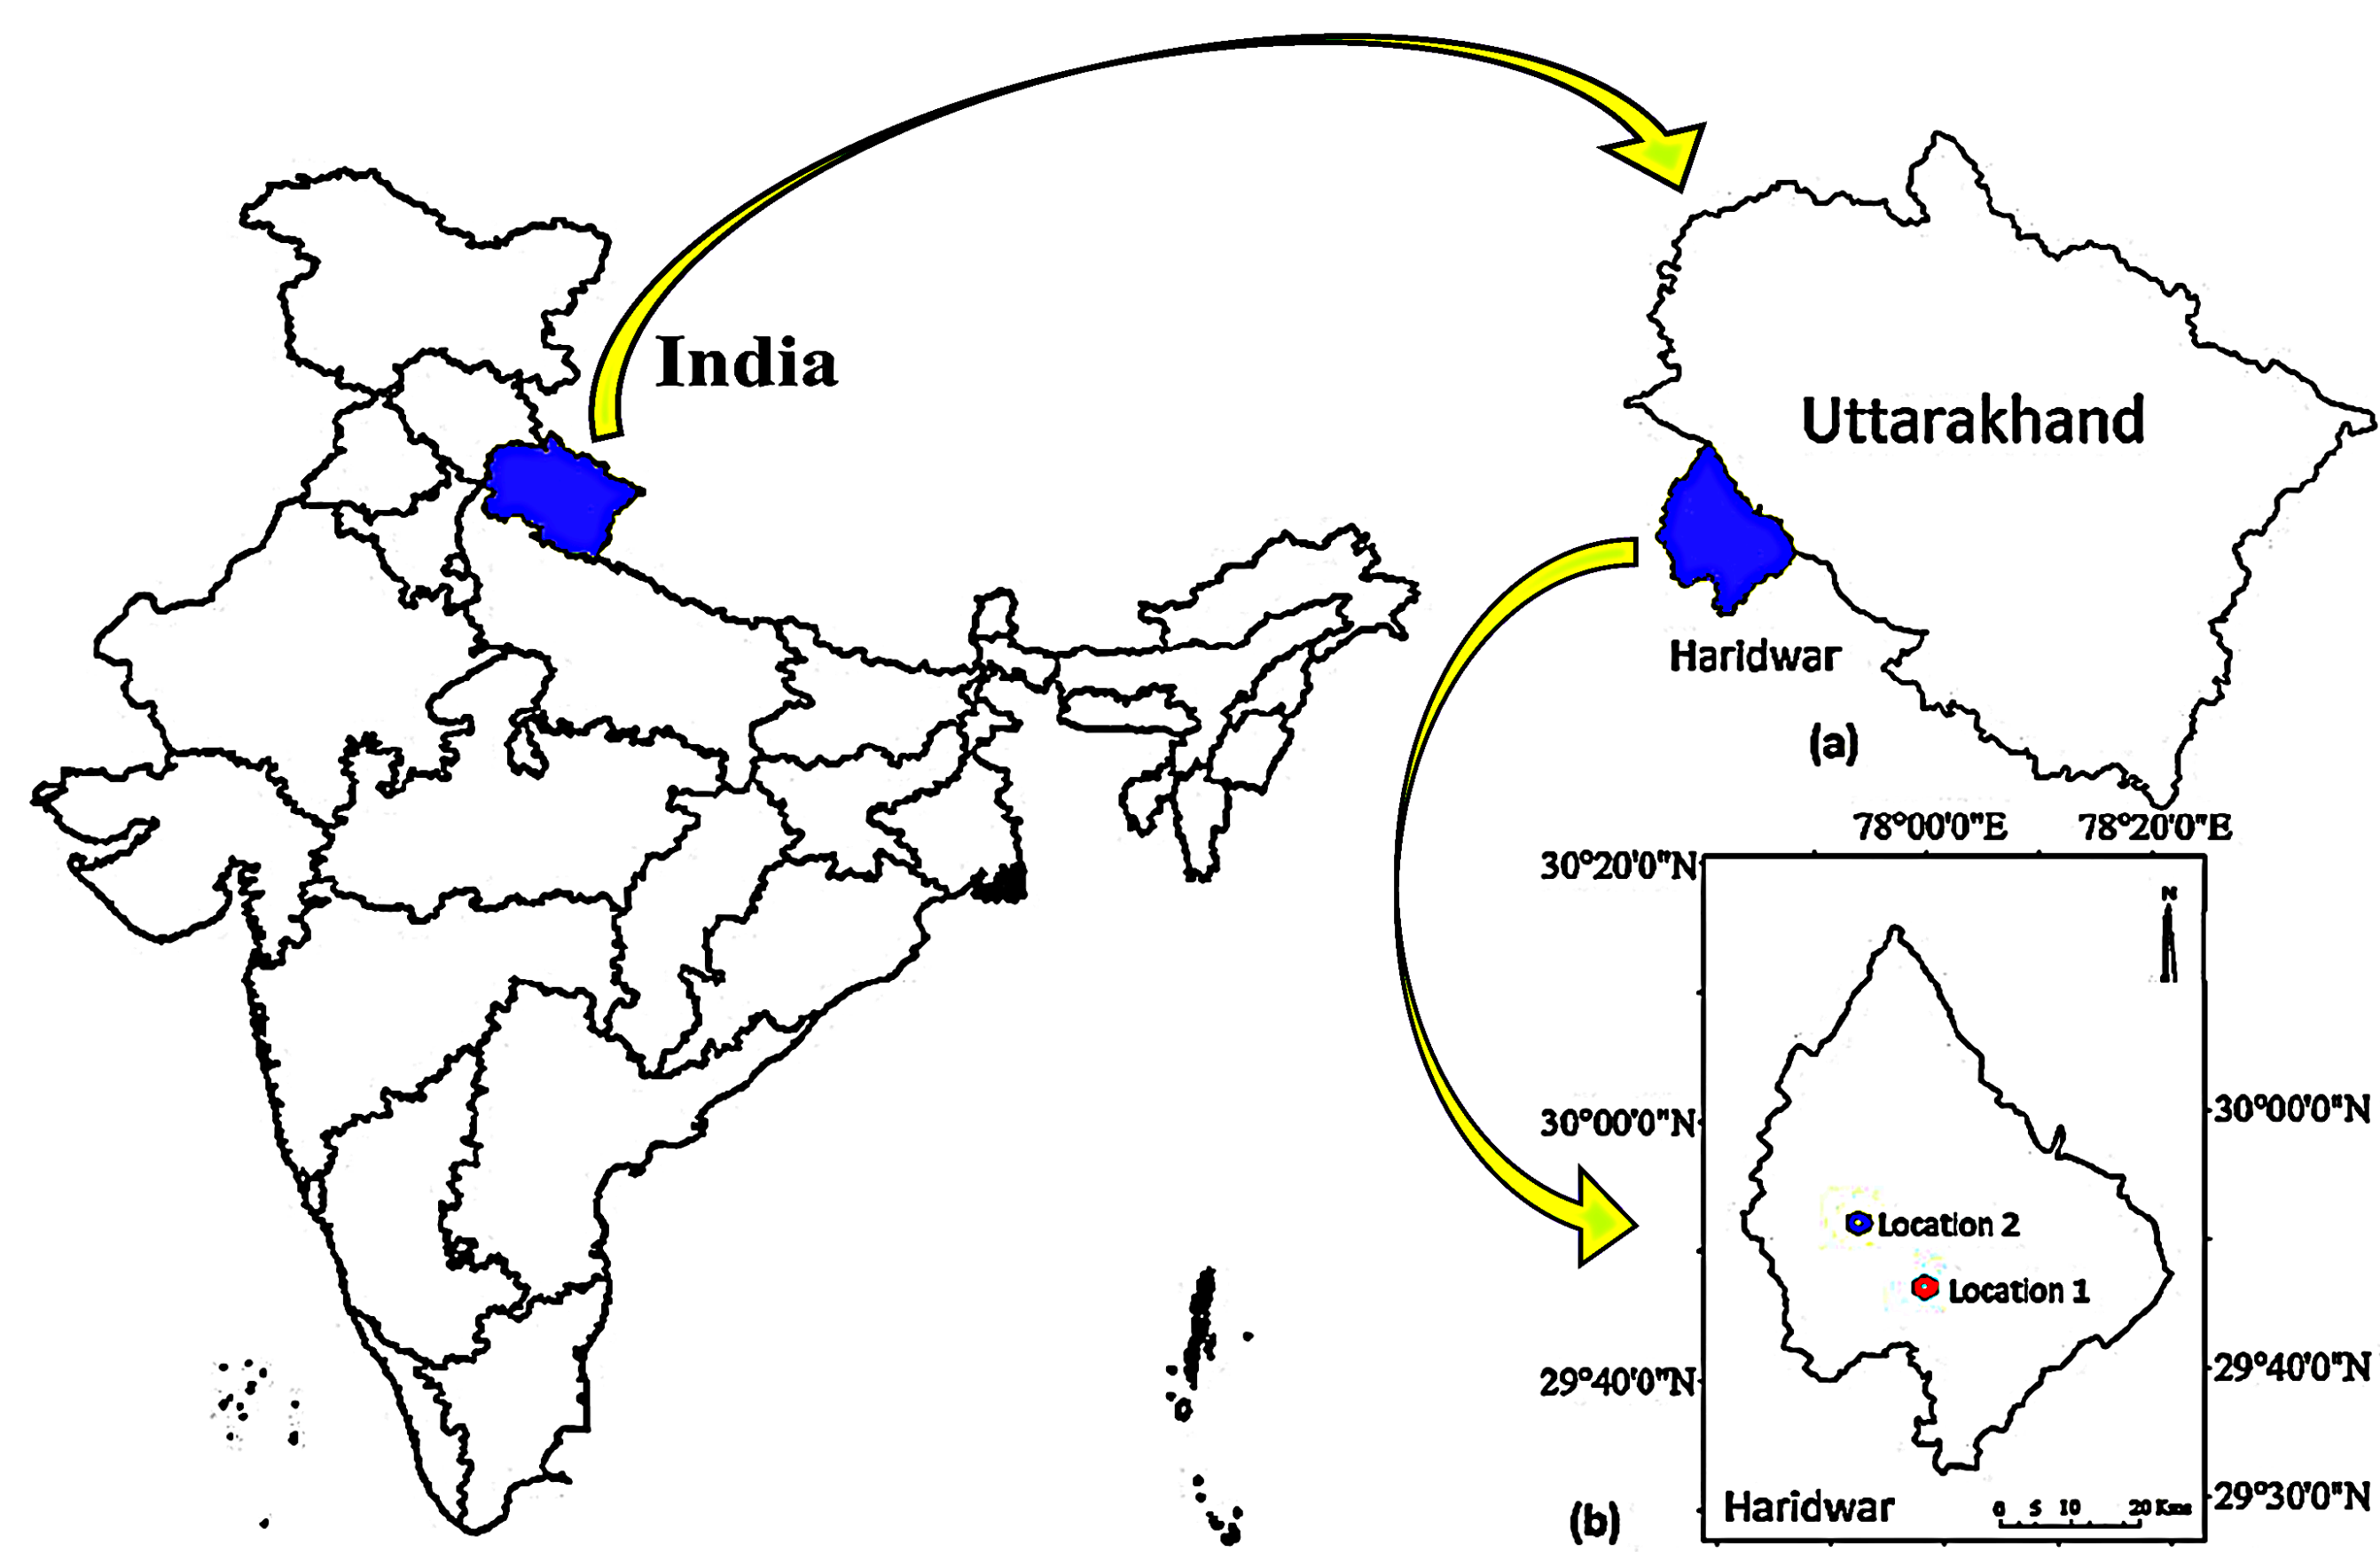 India
Uttarakhand
Haridwar
(a)
78°00'0"E 78°20'0"E
30°20'0"N
N
30°00'0"N
30°00'0"N
Location 2
Location 1
29°40'0"N
29°40'0"N
29°30'0"N
Haridwar
0 5 10 20 Kms
(b)